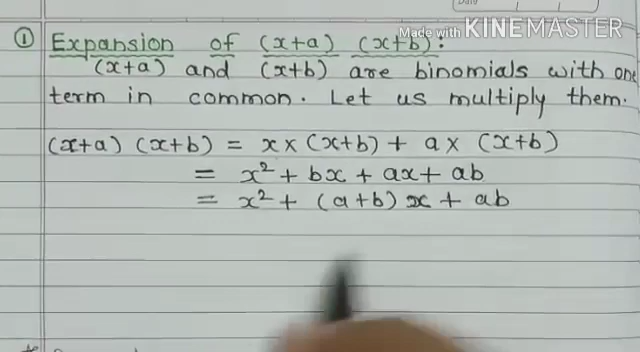 Date
Made with KINEMASTER
① Expansion of (x+a) (x+b):
(x+a) and (x+b) are binomials with one
term in common. Let us multiply them.
(x+a) (x+b) = x × (x+b) + a × (x+b)
= x² + bx + ax + ab
= x² + (a+b) x + ab